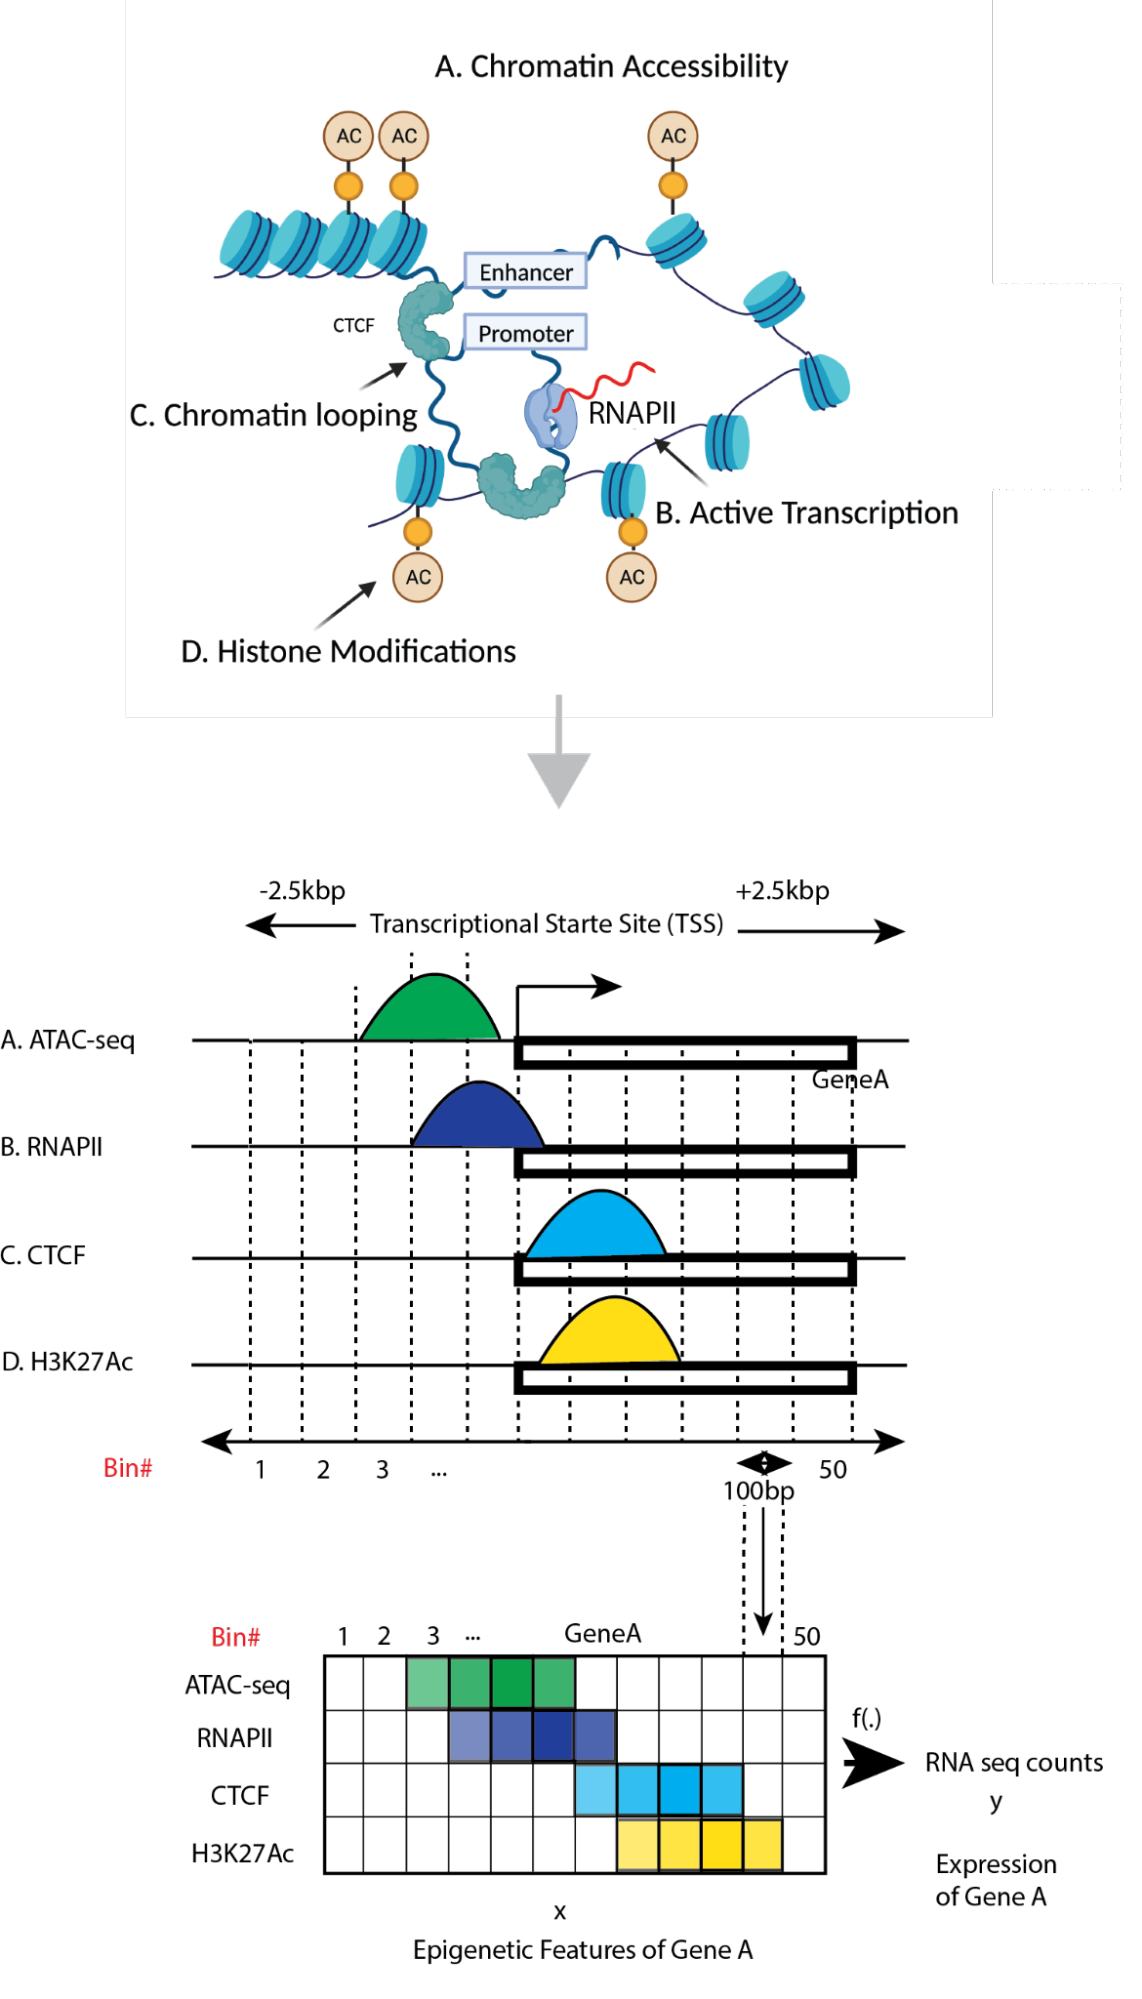 A. Chromatin Accessibility
AC
AC
AC
Enhancer
CTCF
Promoter
RNAPII
C. Chromatin looping
B. Active Transcription
AC
AC
D. Histone Modifications
-2.5kbp
+2.5kbp
Transcriptional Starte Site (TSS)
A. ATAC-seq
GeneA
B. RNAPII
C. CTCF
D. H3K27Ac
Bin# 1 2 3 ... 50
100bp
Bin# 1 2 3 ... GeneA 50
ATAC-seq
RNAPII
CTCF
H3K27Ac
f(.)
RNA seq counts
y
Expression
of Gene A
x
Epigenetic Features of Gene A